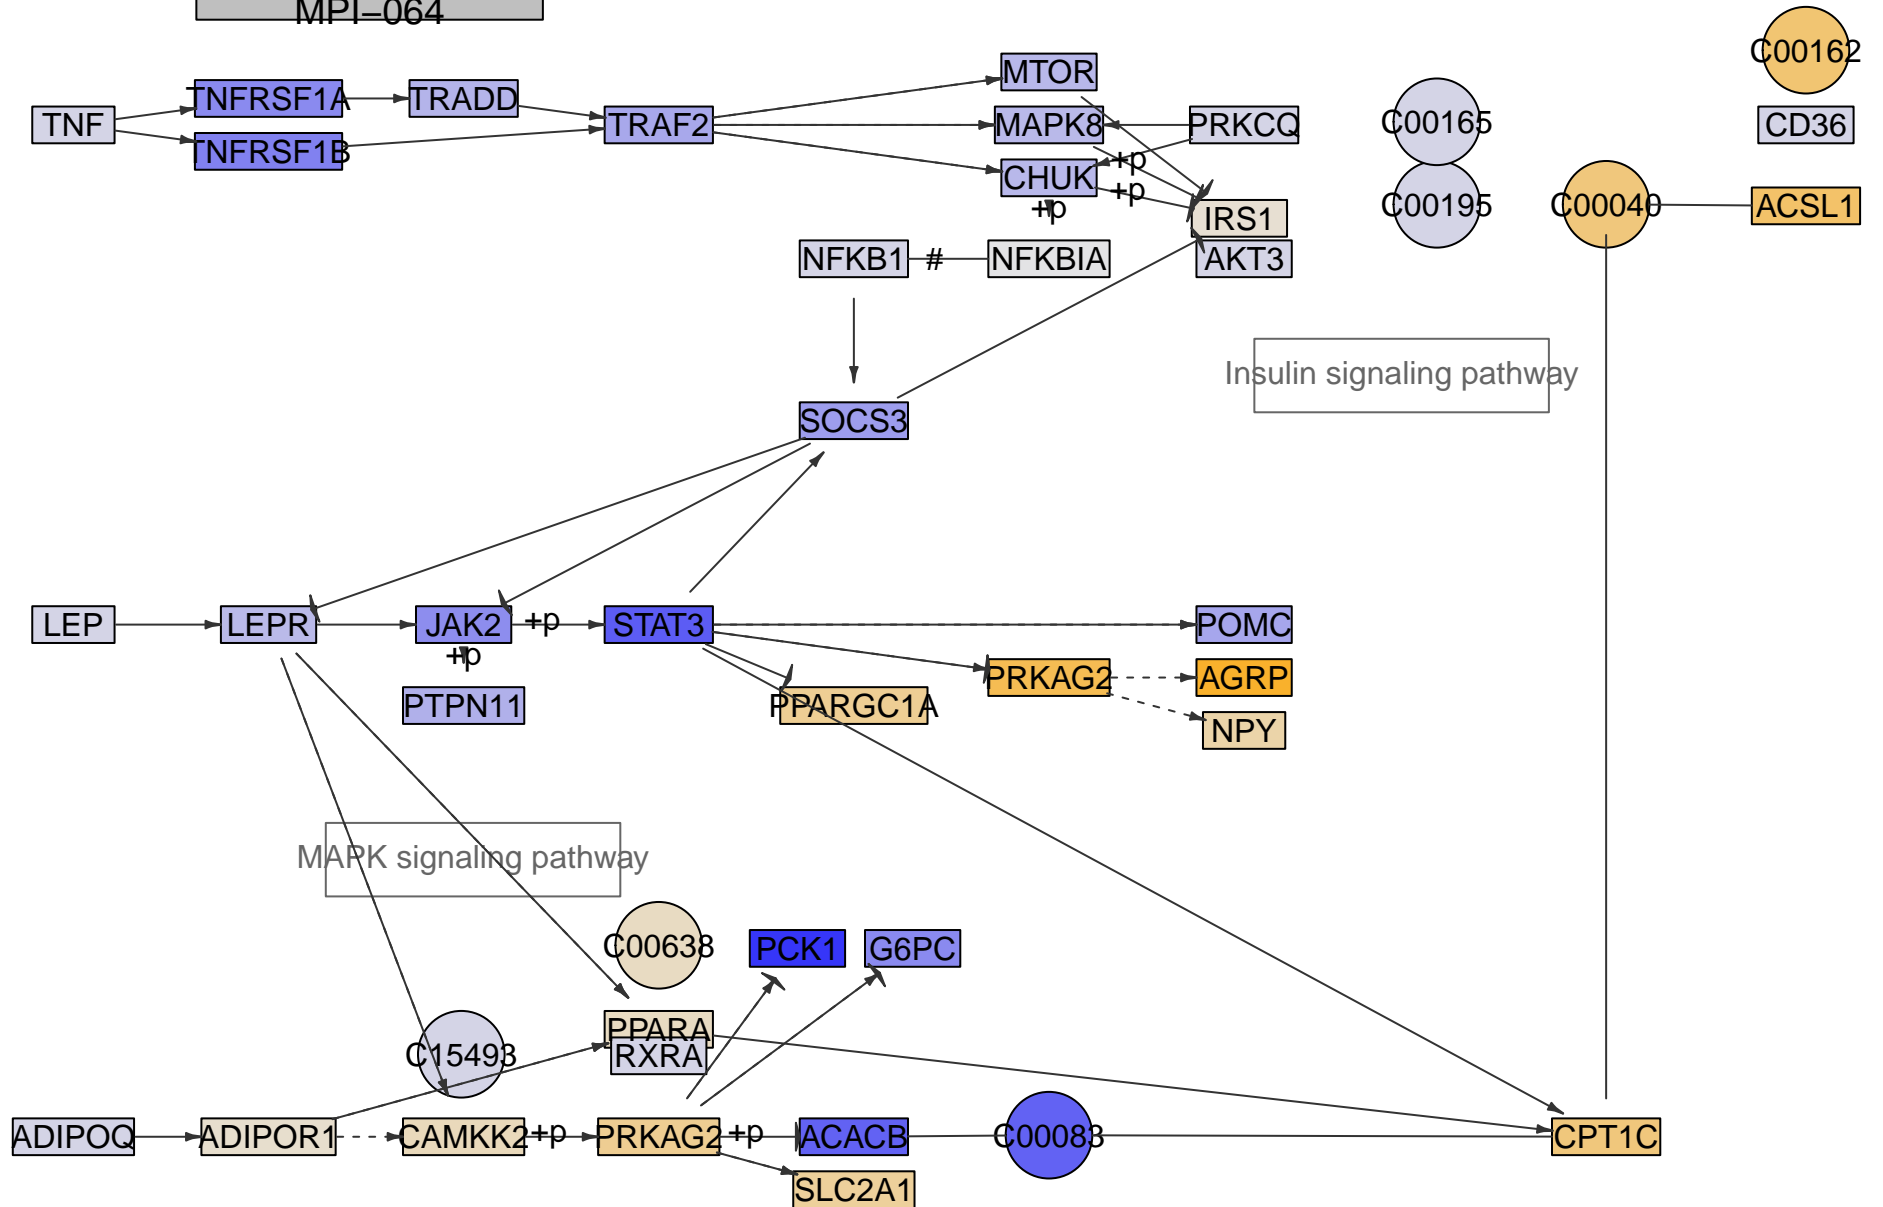 MPI−064
C00162
MTOR
TNFRSF1A
TRADD
TNF
TRAF2
MAPK8
PRKCQ
C00165
CD36
TNFRSF1B
+p
CHUK
+p
+p
IRS1
C00195
C00040
ACSL1
NFKB1
#
NFKBIA
AKT3
Insulin signaling pathway
SOCS3
LEP
LEPR
JAK2
+p
STAT3
POMC
+p
PTPN11
PPARGC1A
PRKAG2
AGRP
NPY
MAPK signaling pathway
C00638
PCK1
G6PC
PPARA
RXRA
C15493
ADIPOQ
ADIPOR1
CAMKK2
+p
PRKAG2
+p
ACACB
C00083
CPT1C
SLC2A1